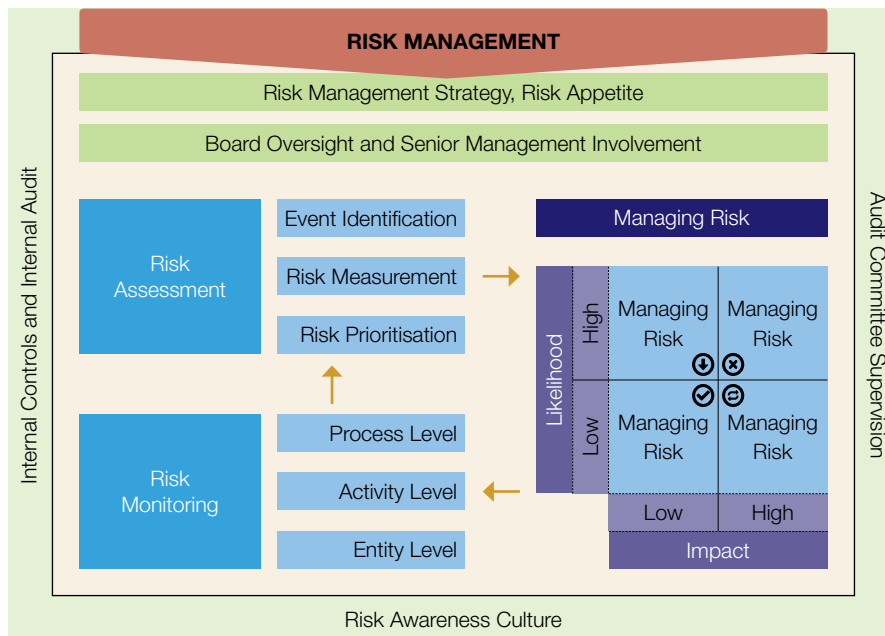 RISK MANAGEMENT
Risk Management Strategy, Risk Appetite
Board Oversight and Senior Management Involvement
Internal Controls and Internal Audit
Risk
Assessment
Event Identification
Risk Measurement
Risk Prioritisation
Risk
Monitoring
Process Level
Activity Level
Entity Level
Managing Risk
Likelihood
High
Low
Managing
Risk
Managing
Risk
Managing
Risk
Managing
Risk
Low
High
Impact
Audit Committee Supervision
Risk Awareness Culture